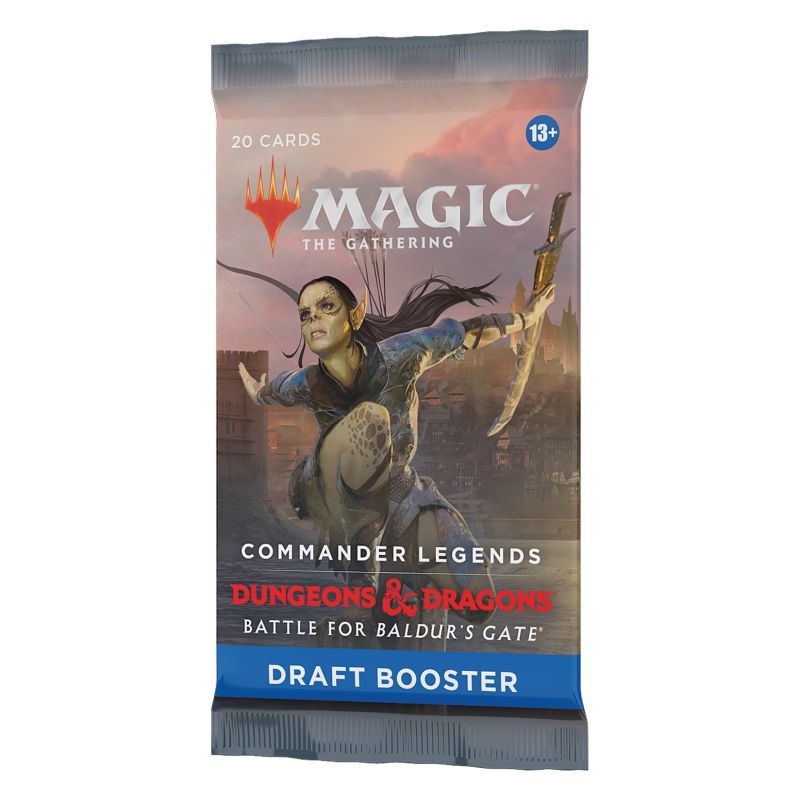 20 CARDS
13+
MAGIC®
THE GATHERING
COMMANDER LEGENDS
DUNGEONS & DRAGONS®
BATTLE FOR BALDUR'S GATE®
DRAFT BOOSTER